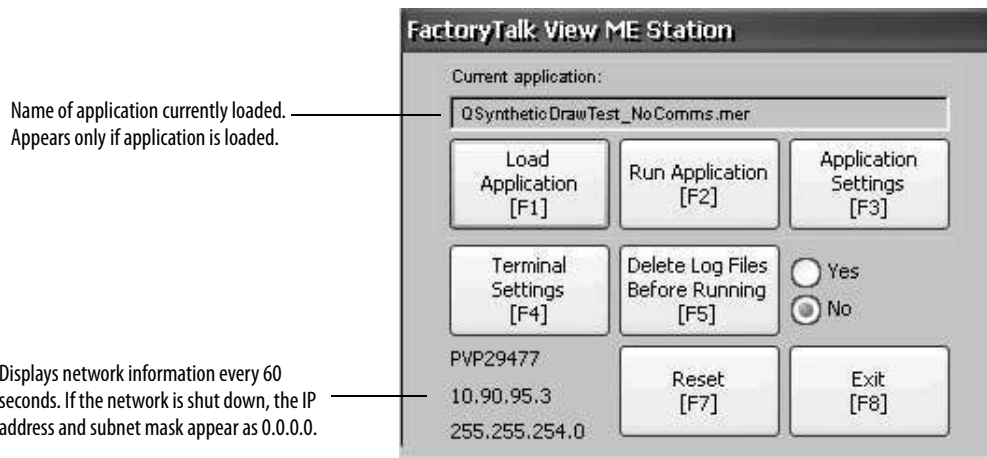 FactoryTalk View ME Station
Current application:
Name of application currently loaded.
Appears only if application is loaded.
QSyntheticDrawTest_NoComms.mer
Load
Application
[F1]
Run Application
[F2]
Application
Settings
[F3]
Terminal
Settings
[F4]
Delete Log Files
Before Running
[F5]
Yes
No
Displays network information every 60
seconds. If the network is shut down, the IP
address and subnet mask appear as 0.0.0.0.
PVP29477
10.90.95.3
255.255.254.0
Reset
[F7]
Exit
[F8]